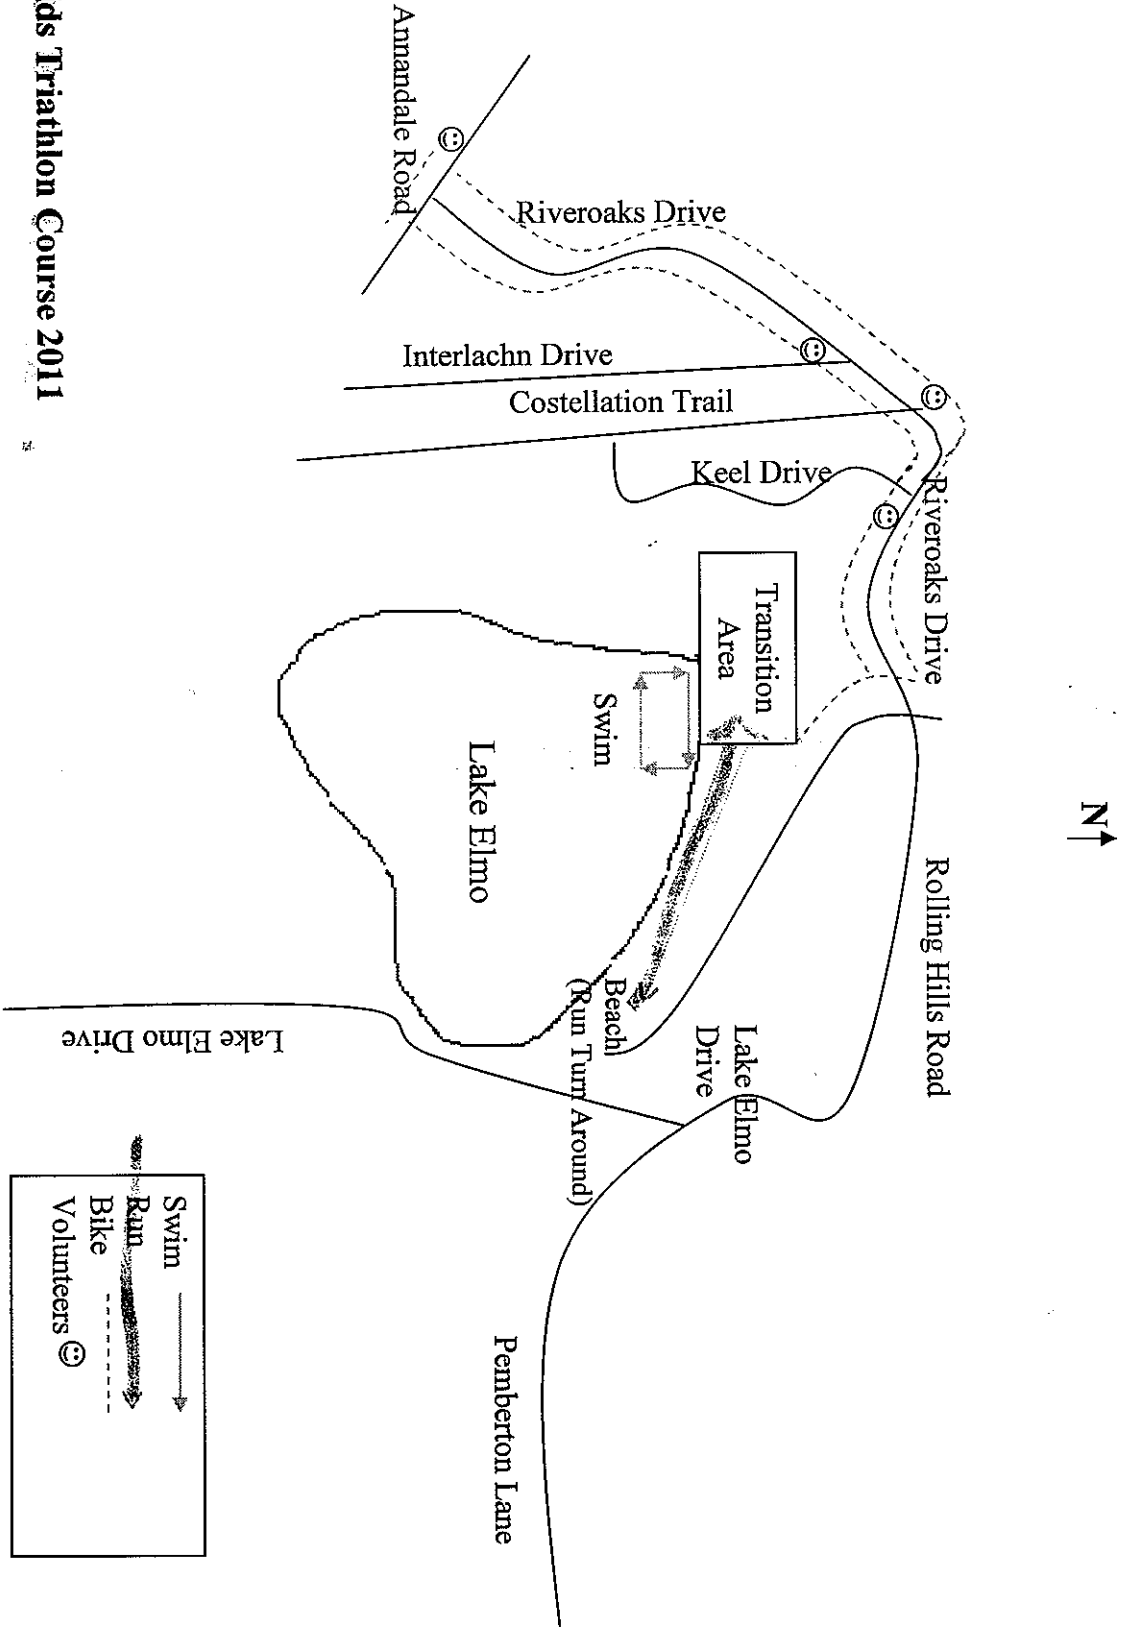 N
Rolling Hills Road
Riveroaks Drive
Riveroaks Drive
Annandale Road
Interlachn Drive
Costellation Trail
Keel Drive
Transition
Area
Swim
Lake Elmo
Lake Elmo
Drive
Beach
(Run Turn Around)
Lake Elmo Drive
Pemberton Lane
Swim
Run
Bike
Volunteers
ds Triathlon Course 2011